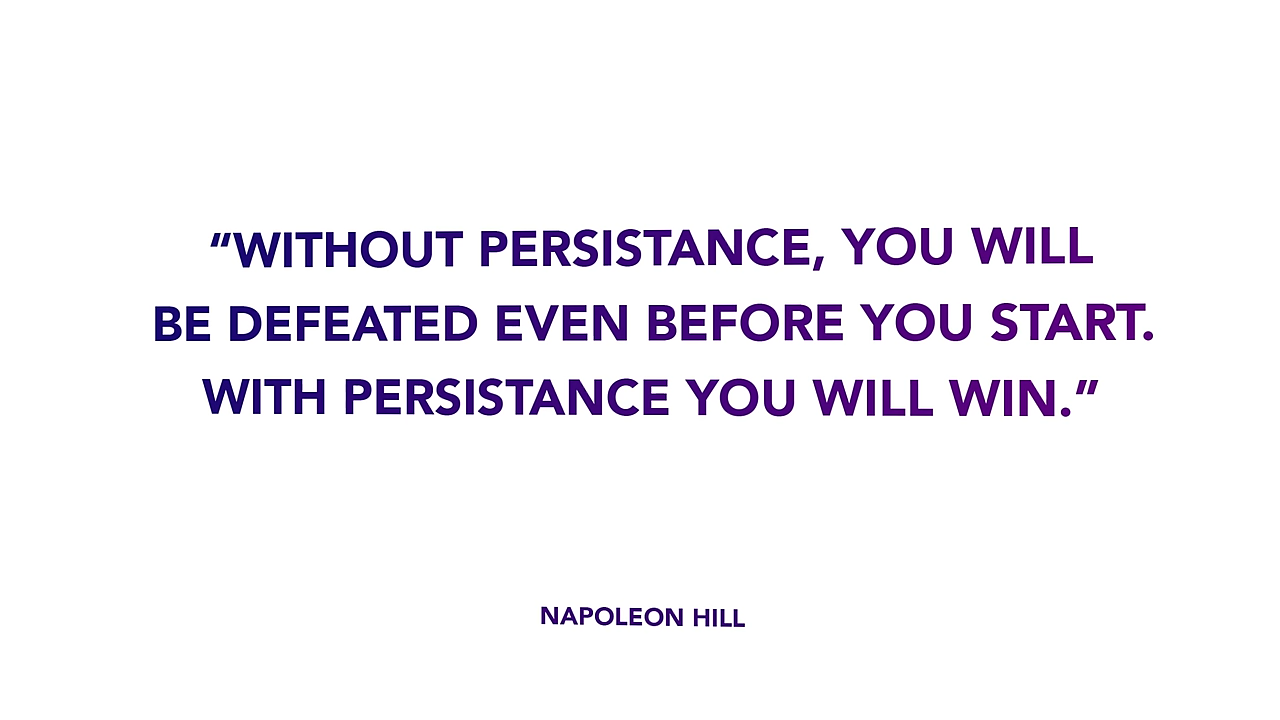 “WITHOUT PERSISTANCE, YOU WILL
BE DEFEATED EVEN BEFORE YOU START.
WITH PERSISTANCE YOU WILL WIN.”
NAPOLEON HILL